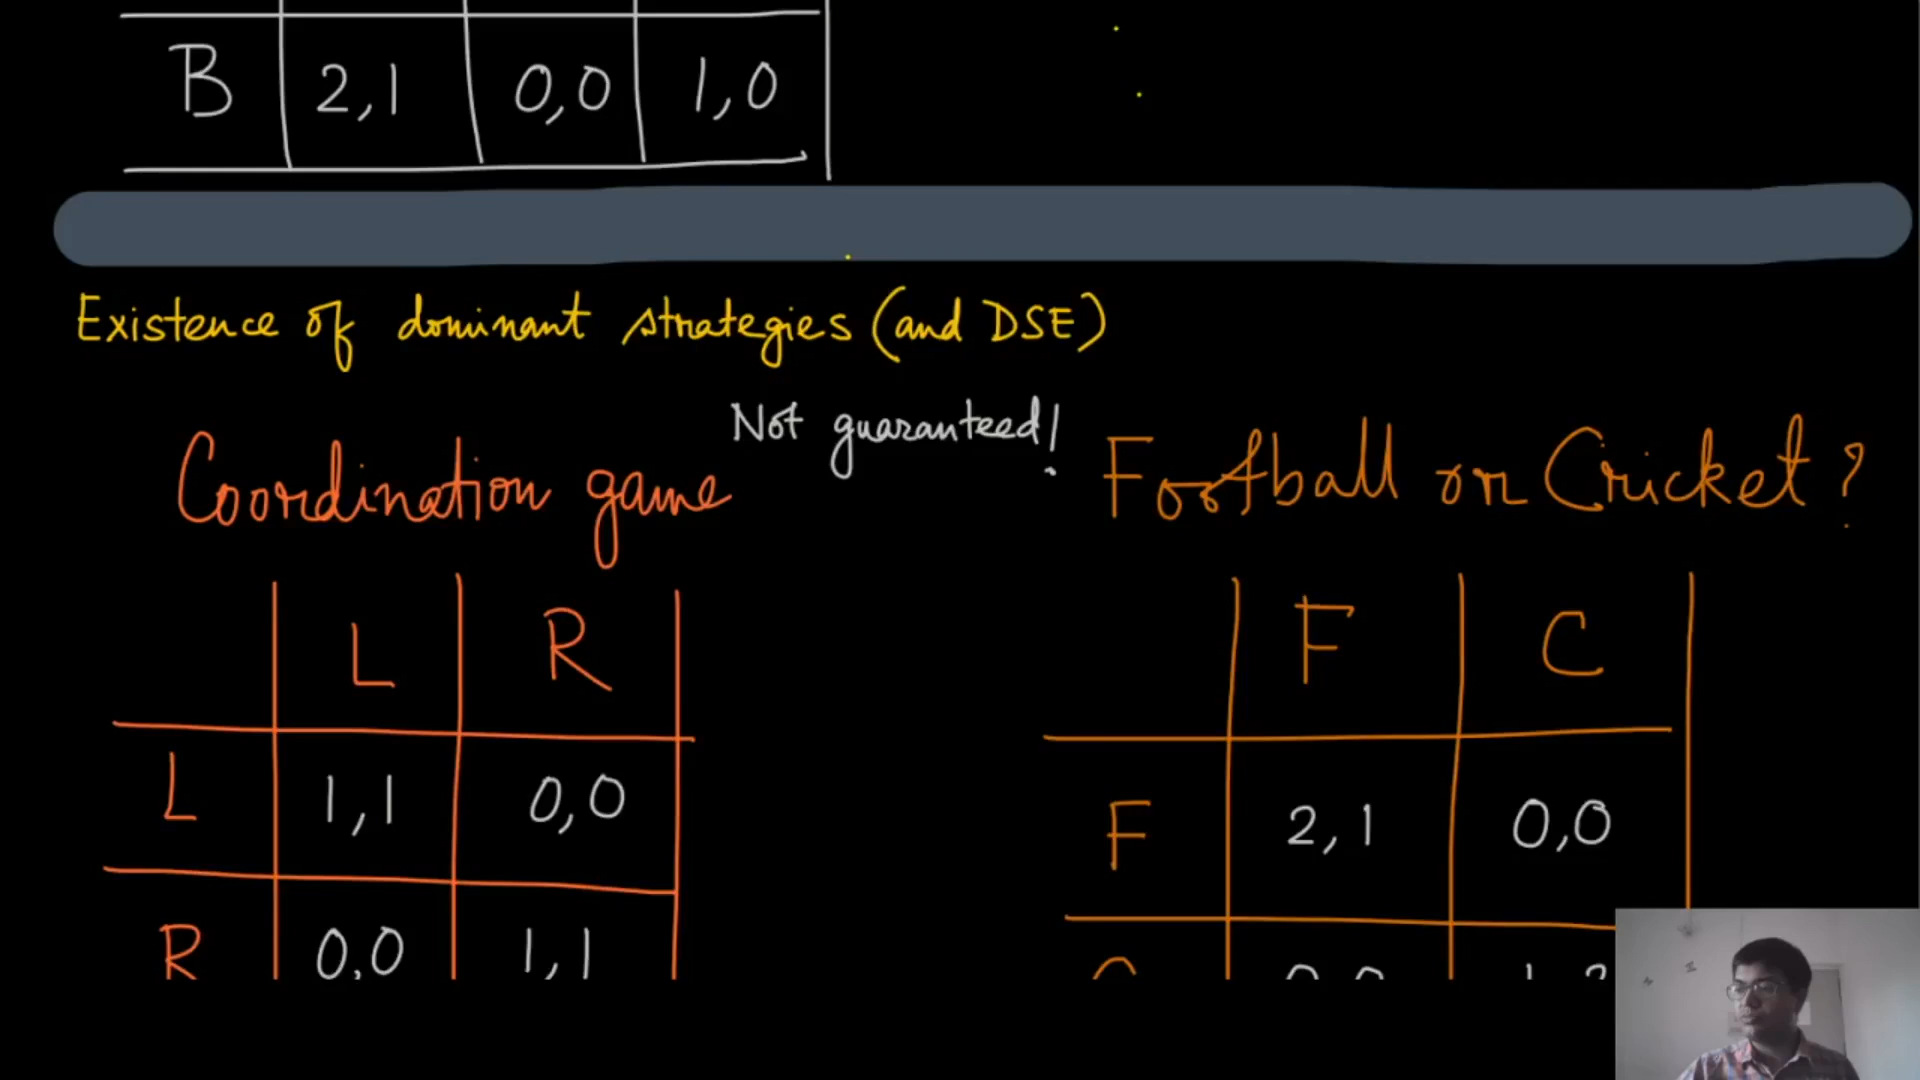 B 2,1 0,0 1,0
Existence of dominant strategies (and DSE)
Not guaranteed!
Coordination game
Football or Cricket?
L R
L 1,1 0,0
R 0,0 1,1
F C
F 2,1 0,0